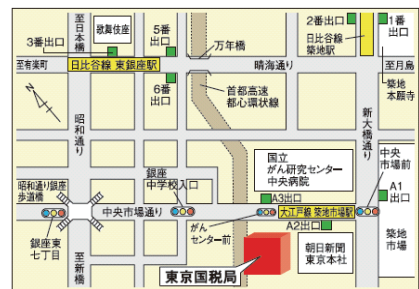 至日本橋
歌舞伎座
5番
出口
2番出口
1番
出口
3番出口
万年橋
日比谷線
築地駅
至有楽町
日比谷線 東銀座駅
晴海通り
至月島
築地
本願寺
6番
出口
首都高速
都心環状線
昭和通り
新大橋通り
国立
がん研究センター
中央病院
中央
市場前
銀座
中学校入口
昭和通り銀座
歩道橋
A3出口
A1
出口
中央市場通り
大江戸線 築地市場駅
がん
センター前
A2出口
銀座東
七丁目
至新橋
朝日新聞
東京本社
築地市場
東京国税局